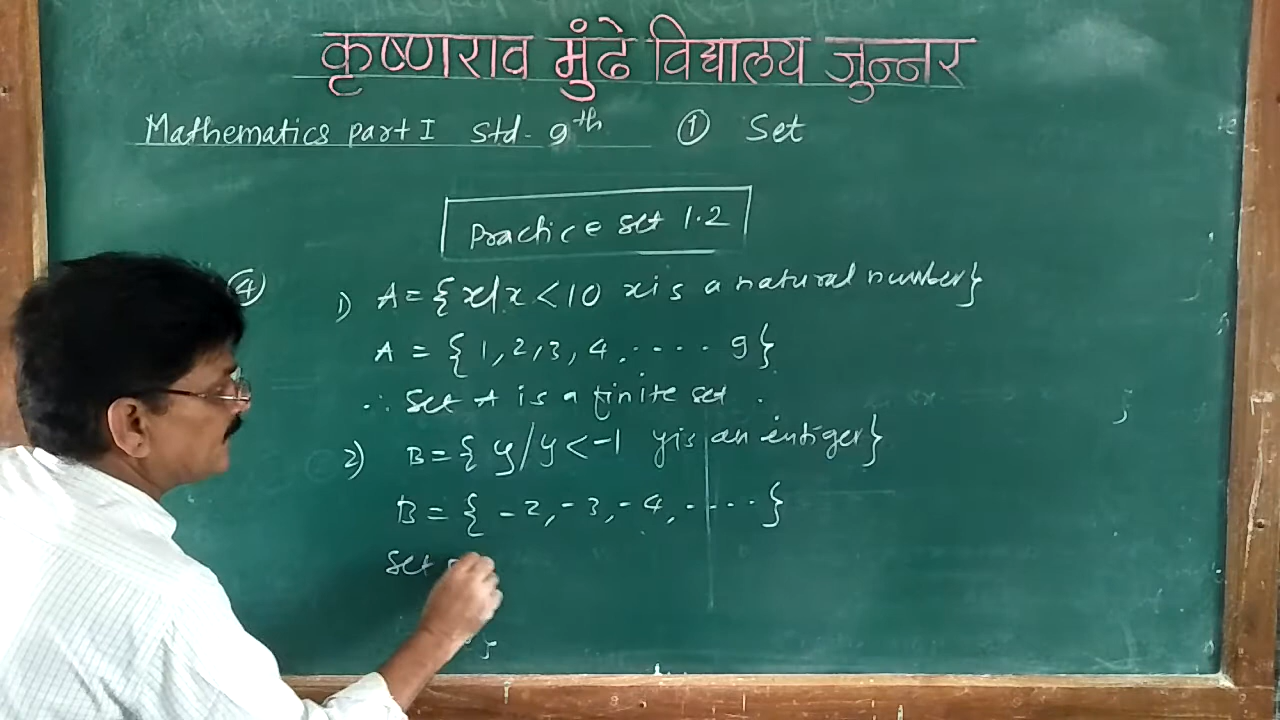 कृष्णराव मुंढे विद्यालय जुन्नर
Mathematics part I Std - 9th ① Set
Practice set 1.2
④ 1) A = { x/x < 10 x is a natural number}
A = { 1, 2, 3, 4, ..... 9 }
∴ Set A is a finite set .
2) B = { y/y < -1 y is an entiger}
B = { -2, -3, -4, ..... }
Set